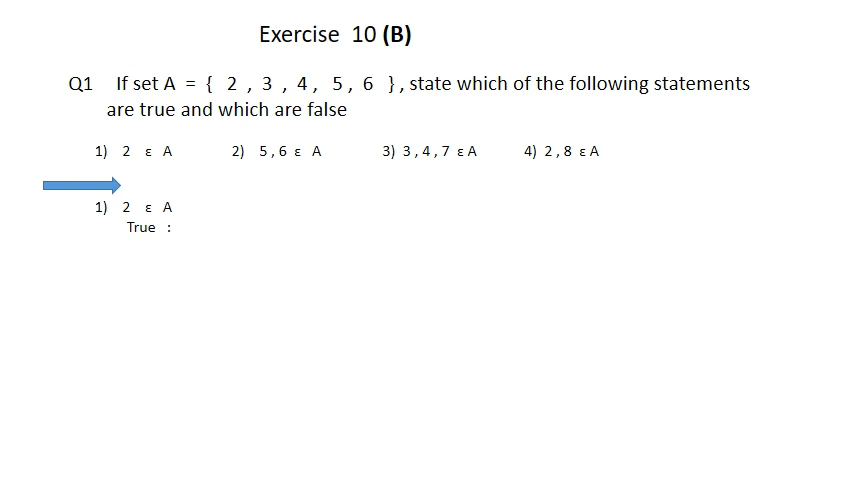 Exercise 10 (B)
Q1 If set A = { 2 , 3 , 4 , 5 , 6 } , state which of the following statements
are true and which are false
1) 2 ε A 2) 5 , 6 ε A 3) 3 , 4 , 7 ε A 4) 2 , 8 ε A
1) 2 ε A
True :